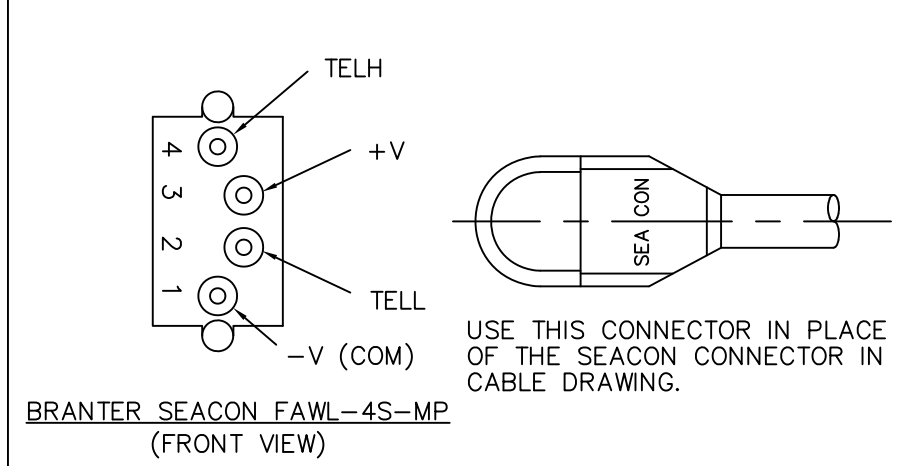 TELH
4
+V
3
2
1
TELL
-V (COM)
BRANTER SEACON FAWL-4S-MP
(FRONT VIEW)
SEA CON
USE THIS CONNECTOR IN PLACE
OF THE SEACON CONNECTOR IN
CABLE DRAWING.